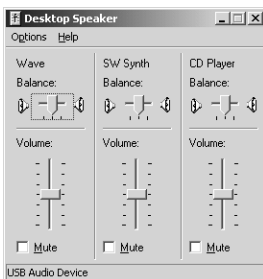 Desktop Speaker
Options Help
Wave SW Synth CD Player
Balance: Balance: Balance:
Volume: Volume: Volume:
Mute Mute Mute
USB Audio Device